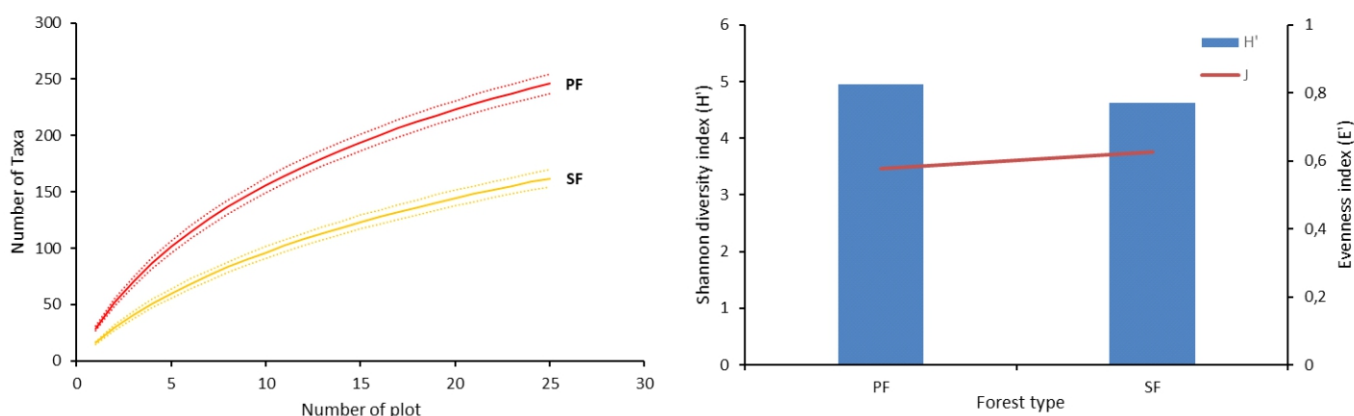 300
250
200
150
100
50
0
Number of Taxa
PF
SF
0 5 10 15 20 25 30
Number of plot
6
5
4
3
2
1
0
Shannon diversity index (H')
H'
J
1
0,8
0,6
0,4
0,2
0
Evenness index (E')
PF SF
Forest type